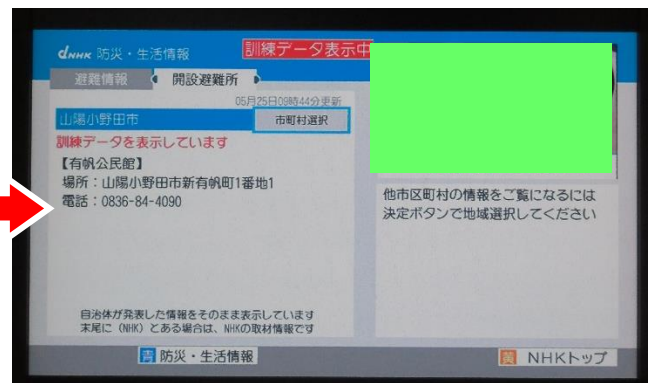 dNHK 防災・生活情報
訓練データ表示中
避難情報
開設避難所
05月25日09時44分更新
山陽小野田市
市町村選択
訓練データを表示しています
【有帆公民館】
場所：山陽小野田市新有帆町1番地1
電話：0836-84-4090
自治体が発表した情報をそのまま表示しています
末尾に（NHK）とある場合は、NHKの取材情報です
他市区町村の情報をご覧になるには
決定ボタンで地域選択してください
青 防災・生活情報
黄 NHKトップ